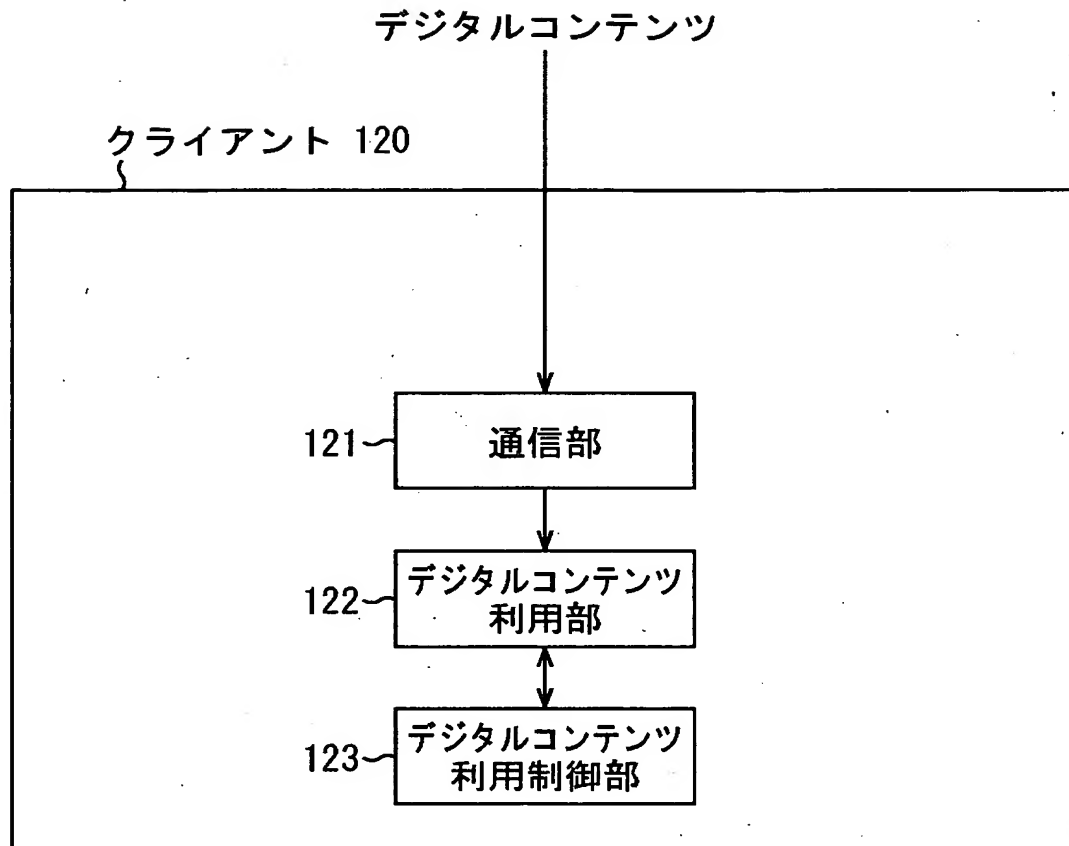 デジタルコンテンツ
クライアント 120
121
通信部
122
デジタルコンテンツ
利用部
123
デジタルコンテンツ
利用制御部